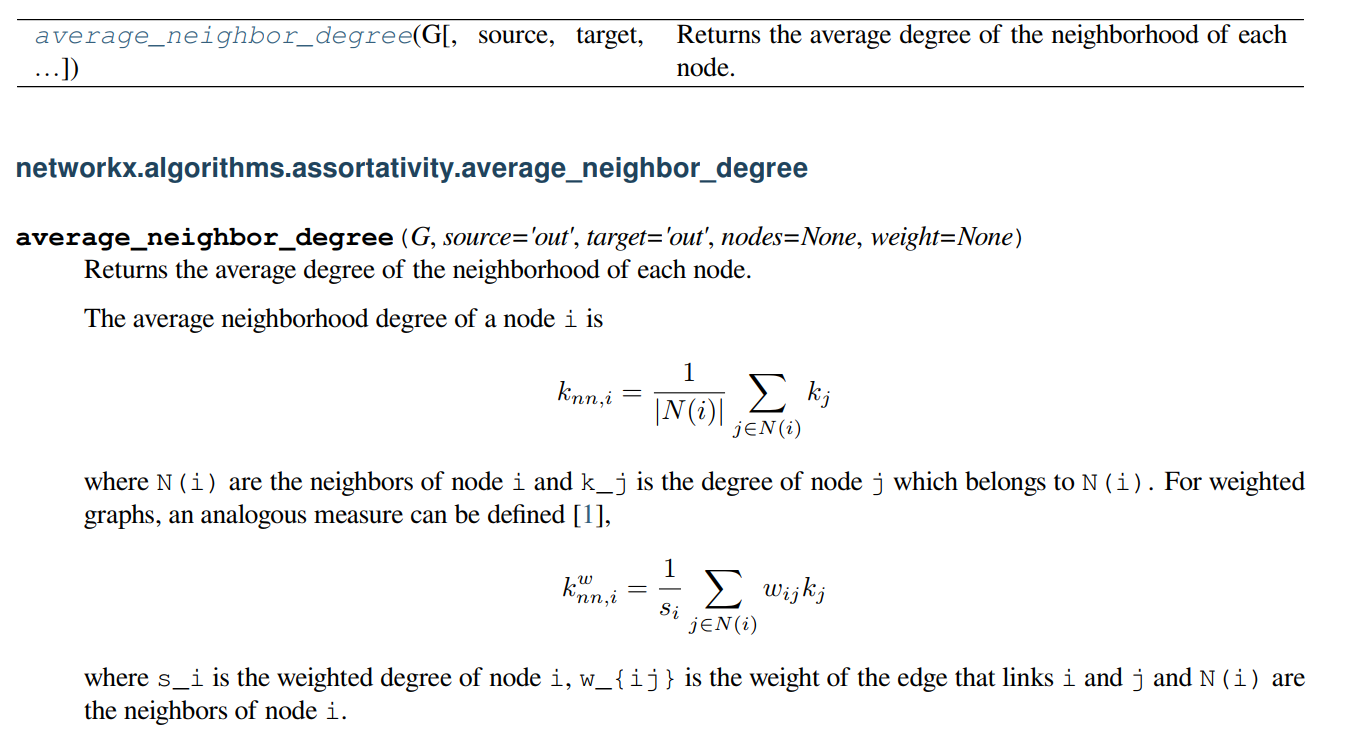 average_neighbor_degree(G[, source, target, …]) Returns the average degree of the neighborhood of each node.
networkx.algorithms.assortativity.average_neighbor_degree
average_neighbor_degree(G, source='out', target='out', nodes=None, weight=None)
Returns the average degree of the neighborhood of each node.
The average neighborhood degree of a node i is
$k_{nn,i} = \frac{1}{|N(i)|} \sum_{j \in N(i)} k_j$
where N(i) are the neighbors of node i and k_j is the degree of node j which belongs to N(i). For weighted
graphs, an analogous measure can be defined [1],
$k_{nn,i}^{w} = \frac{1}{s_i} \sum_{j \in N(i)} w_{ij} k_j$
where s_i is the weighted degree of node i, w_{ij} is the weight of the edge that links i and j and N(i) are
the neighbors of node i.